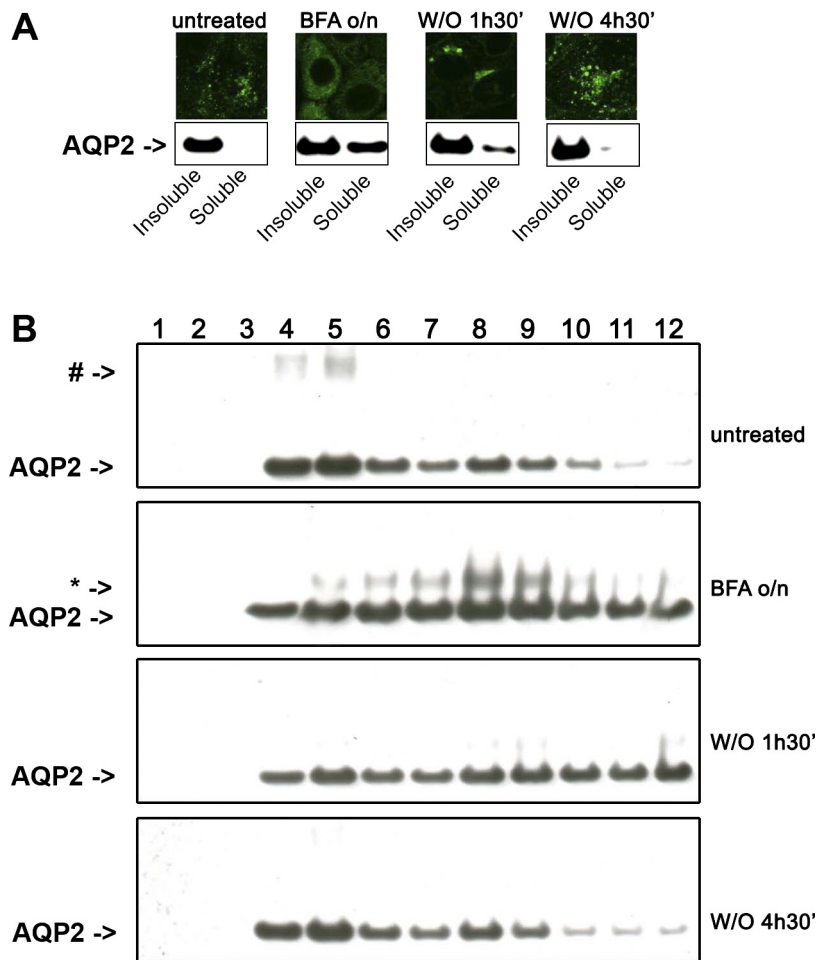 A
untreated BFA o/n W/O 1h30' W/O 4h30'
AQP2 ->
Insoluble Soluble Insoluble Soluble Insoluble Soluble Insoluble Soluble
B
1 2 3 4 5 6 7 8 9 10 11 12
# ->
untreated
AQP2 ->
* ->
BFA o/n
AQP2 ->
W/O 1h30'
AQP2 ->
W/O 4h30'
AQP2 ->